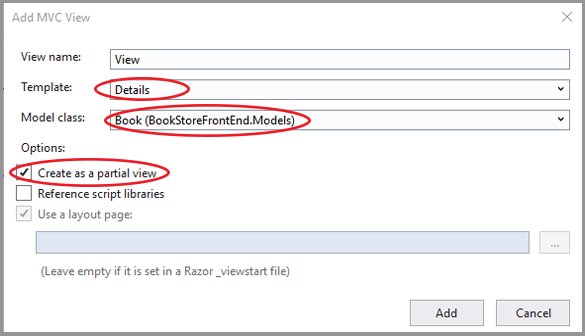 Add MVC View
View name: View
Template: Details
Model class: Book (BookStoreFrontEnd.Models)
Options:
Create as a partial view
Reference script libraries
Use a layout page:
...
(Leave empty if it is set in a Razor _viewstart file)
Add Cancel